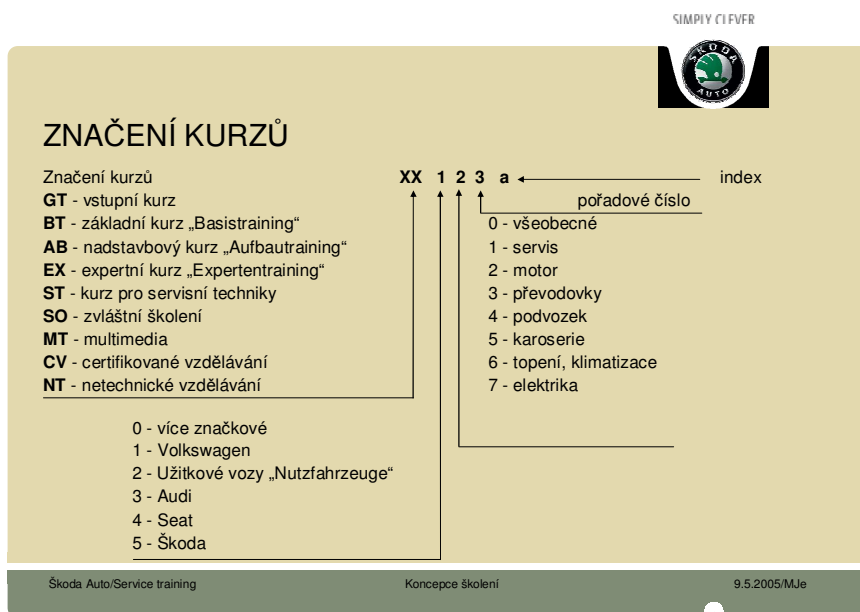 SIMPLY CLEVER
ŠKODA
AUTO
ZNAČENÍ KURZŮ
Značení kurzů XX 1 2 3 a index
GT - vstupní kurz pořadové číslo
BT - základní kurz „Basistraining“ 0 - všeobecné
AB - nadstavbový kurz „Aufbautraining“ 1 - servis
EX - expertní kurz „Expertentraining“ 2 - motor
ST - kurz pro servisní techniky 3 - převodovky
SO - zvláštní školení 4 - podvozek
MT - multimedia 5 - karoserie
CV - certifikované vzdělávání 6 - topení, klimatizace
NT - netechnické vzdělávání 7 - elektrika
0 - více značkové
1 - Volkswagen
2 - Užitkové vozy „Nutzfahrzeuge“
3 - Audi
4 - Seat
5 - Škoda
Škoda Auto/Service training Koncepce školení 9.5.2005/MJe